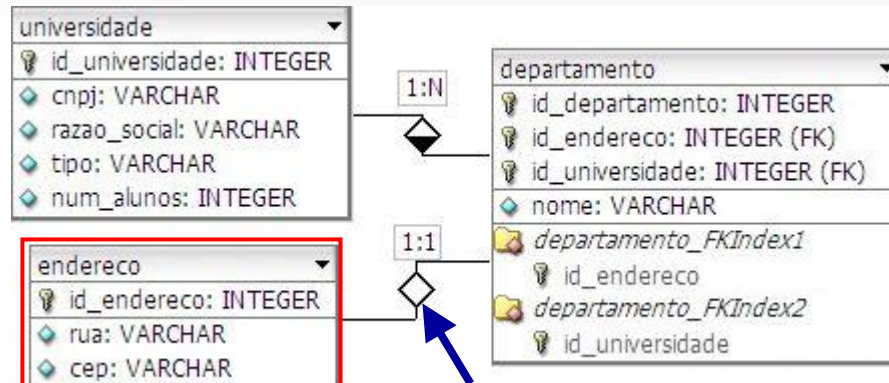 universidade
id_universidade: INTEGER
cnpj: VARCHAR
razao_social: VARCHAR
tipo: VARCHAR
num_alunos: INTEGER
1:N
departamento
id_departamento: INTEGER
id_endereco: INTEGER (FK)
id_universidade: INTEGER (FK)
nome: VARCHAR
departamento_FKIndex1
id_endereco
departamento_FKIndex2
id_universidade
1:1
endereco
id_endereco: INTEGER
rua: VARCHAR
cep: VARCHAR